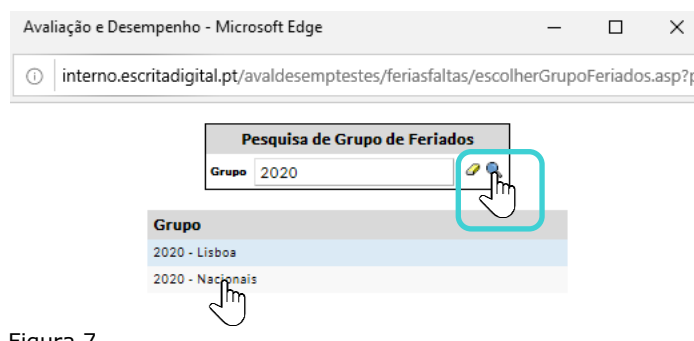 Avaliação e Desempenho - Microsoft Edge
interno.escritadigital.pt/avaldesemptestes/feriasfaltas/escolherGrupoFeriados.asp?p
Pesquisa de Grupo de Feriados
Grupo 2020
Grupo
2020 - Lisboa
2020 - Nacionais
Figura 7